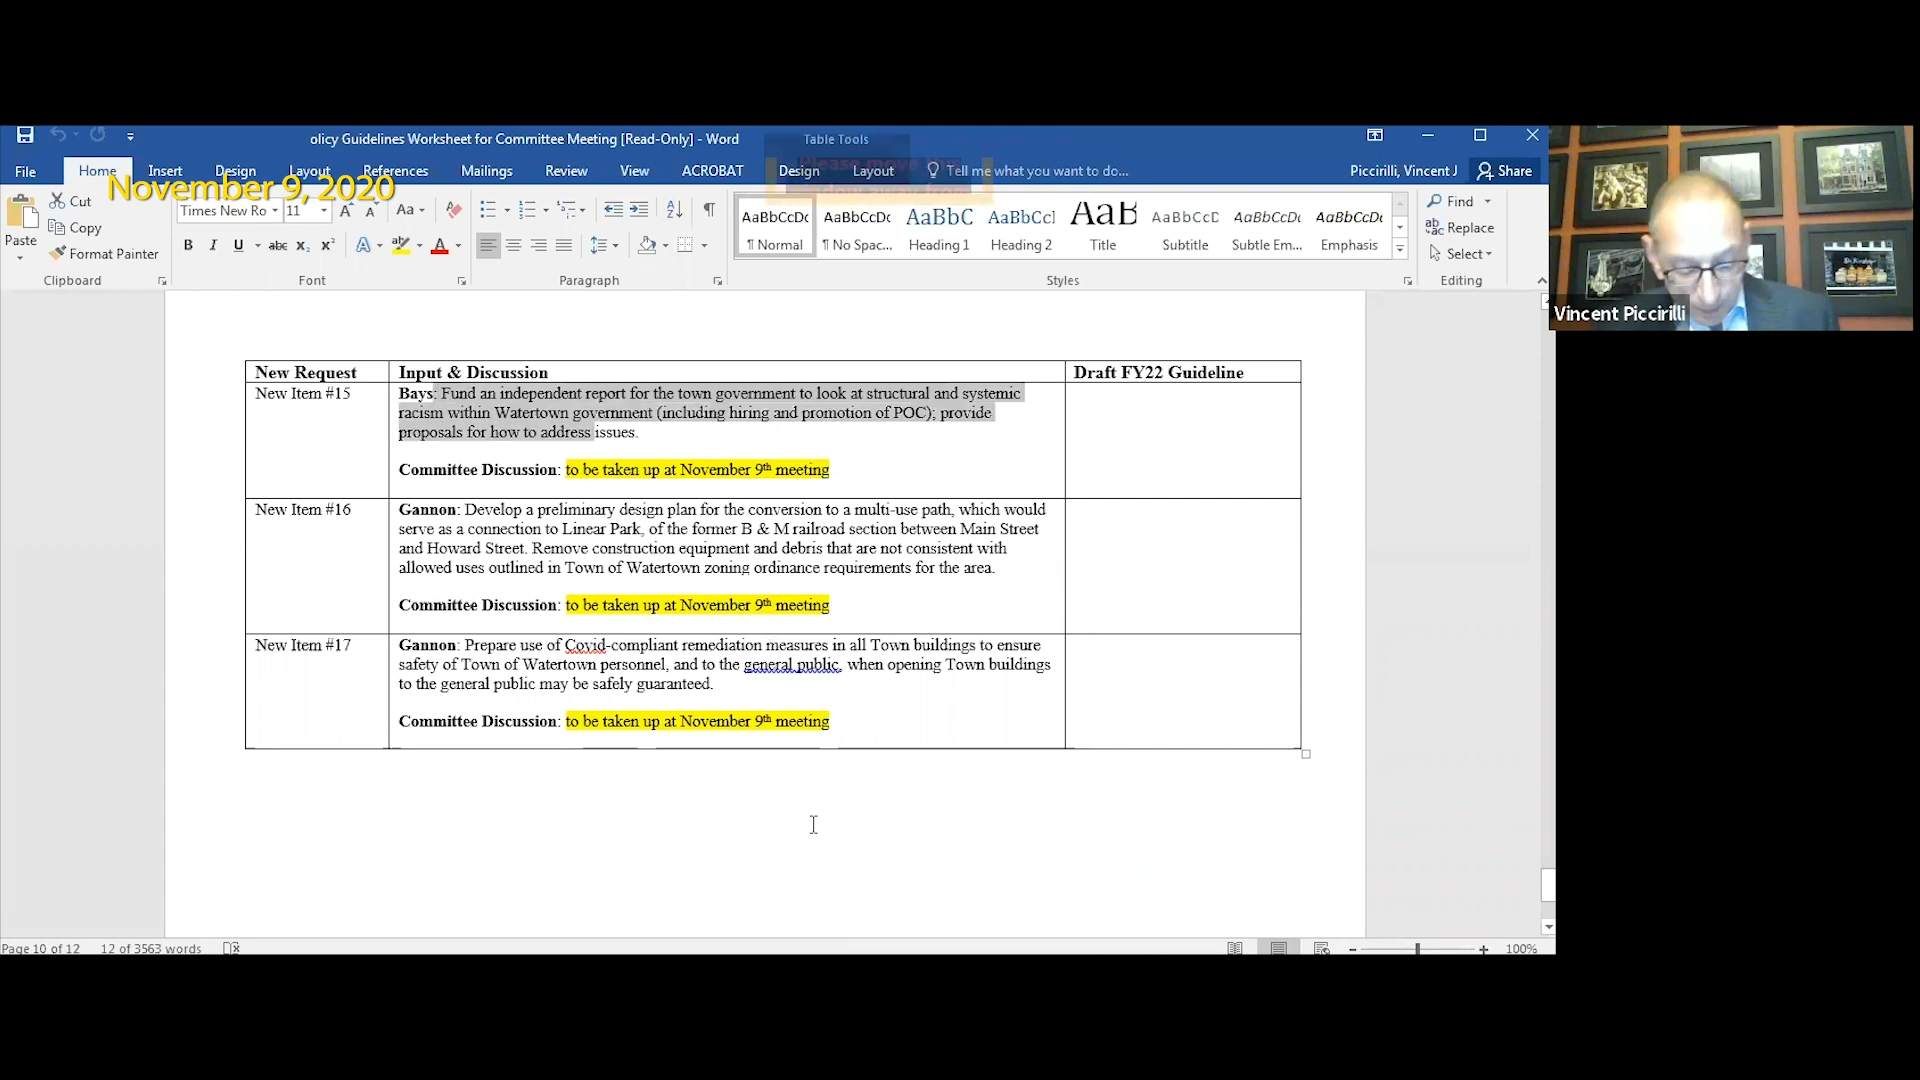 olicy Guidelines Worksheet for Committee Meeting [Read-Only] - Word
Table Tools
File
Home
Insert
Design
Layout
References
Mailings
Review
View
ACROBAT
Design
Layout
Tell me what you want to do...
Piccirilli, Vincent J
Share
November 9, 2020
Paste
Cut
Copy
Format Painter
Clipboard
Times New Ro
11
Font
Paragraph
AaBbCcDc
¶ Normal
AaBbCcDc
¶ No Spac...
AaBbC
Heading 1
AaBbCcl
Heading 2
AaB
Title
AaBbCcD
Subtitle
AaBbCcDc
Subtle Em...
AaBbCcDc
Emphasis
Styles
Find
Replace
Select
Editing
Vincent Piccirilli
New Request
Input & Discussion
Draft FY22 Guideline
New Item #15
Bays: Fund an independent report for the town government to look at structural and systemic
racism within Watertown government (including hiring and promotion of POC); provide
proposals for how to address issues.
Committee Discussion: to be taken up at November 9th meeting
New Item #16
Gannon: Develop a preliminary design plan for the conversion to a multi-use path, which would
serve as a connection to Linear Park, of the former B & M railroad section between Main Street
and Howard Street. Remove construction equipment and debris that are not consistent with
allowed uses outlined in Town of Watertown zoning ordinance requirements for the area.
Committee Discussion: to be taken up at November 9th meeting
New Item #17
Gannon: Prepare use of Covid-compliant remediation measures in all Town buildings to ensure
safety of Town of Watertown personnel, and to the general public, when opening Town buildings
to the general public may be safely guaranteed.
Committee Discussion: to be taken up at November 9th meeting
Page 10 of 12
12 of 3563 words
100%